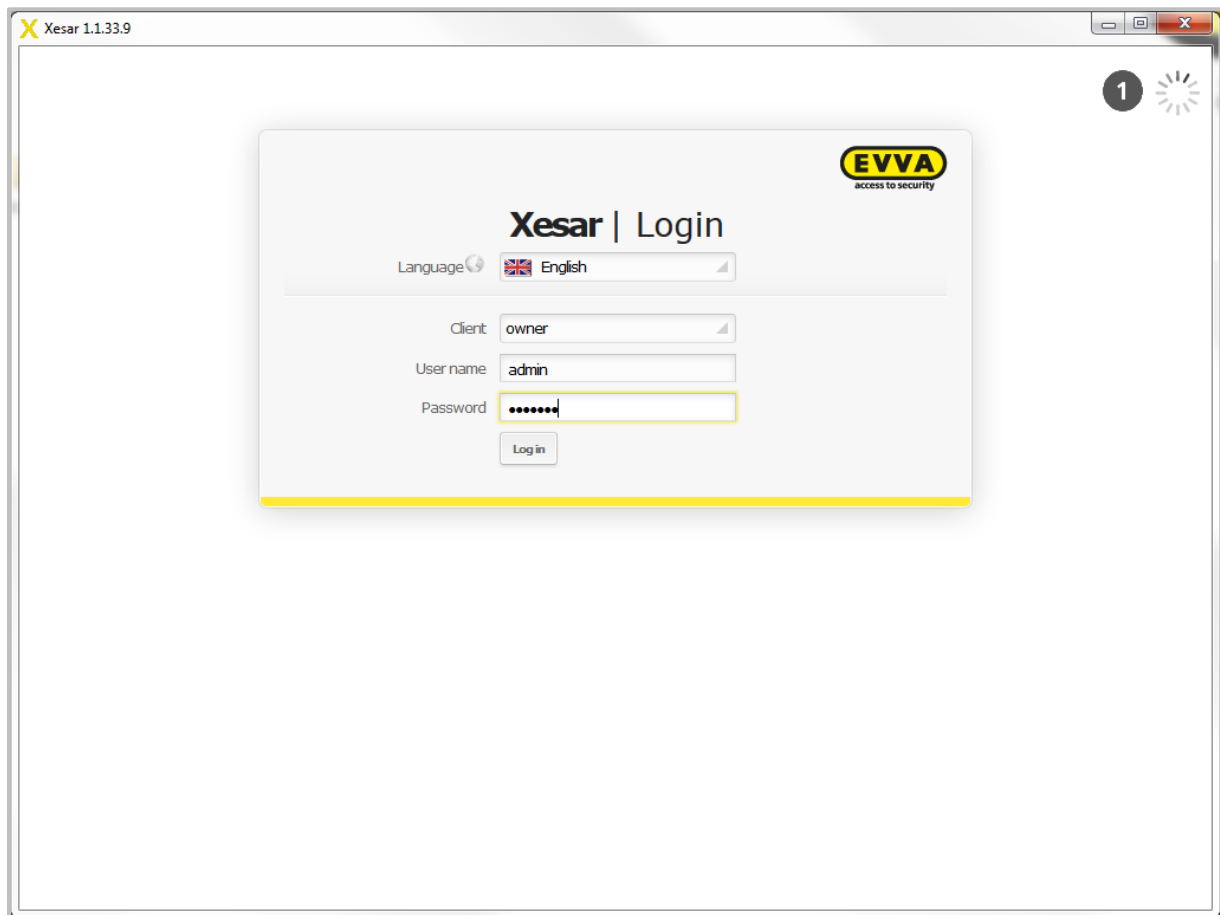 Xesar 1.1.33.9
1
EVVA
access to security
Xesar | Login
Language English
Client owner
User name admin
Password •••••••
Log in